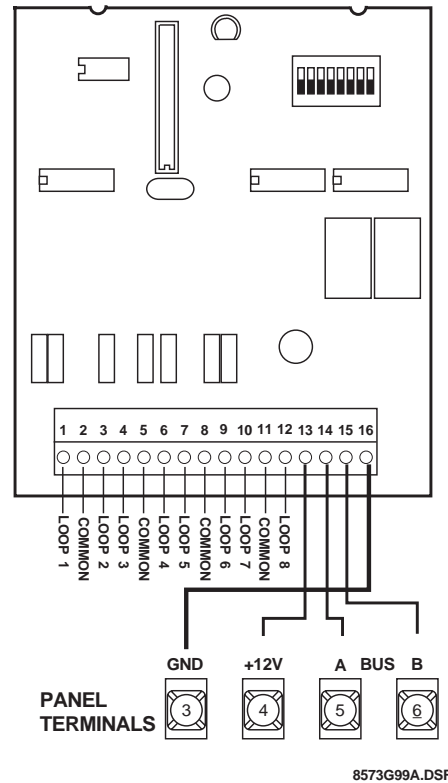 1 2 3 4 5 6 7 8 9 10 11 12 13 14 15 16
LOOP 1
COMMON
LOOP 2
LOOP 3
COMMON
LOOP 4
LOOP 5
COMMON
LOOP 6
LOOP 7
COMMON
LOOP 8
GND +12V A BUS B
PANEL
TERMINALS
3 4 5 6
8573G99A.DSF